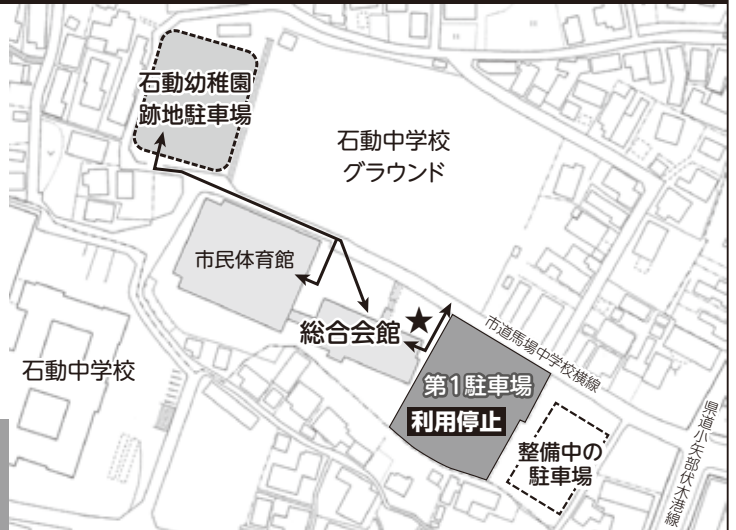 石動幼稚園
跡地駐車場
石動中学校
グラウンド
市民体育館
総合会館
★
石動中学校
市道馬場中学校横線
第1駐車場
利用停止
整備中の
駐車場
県道小矢部伏木港線